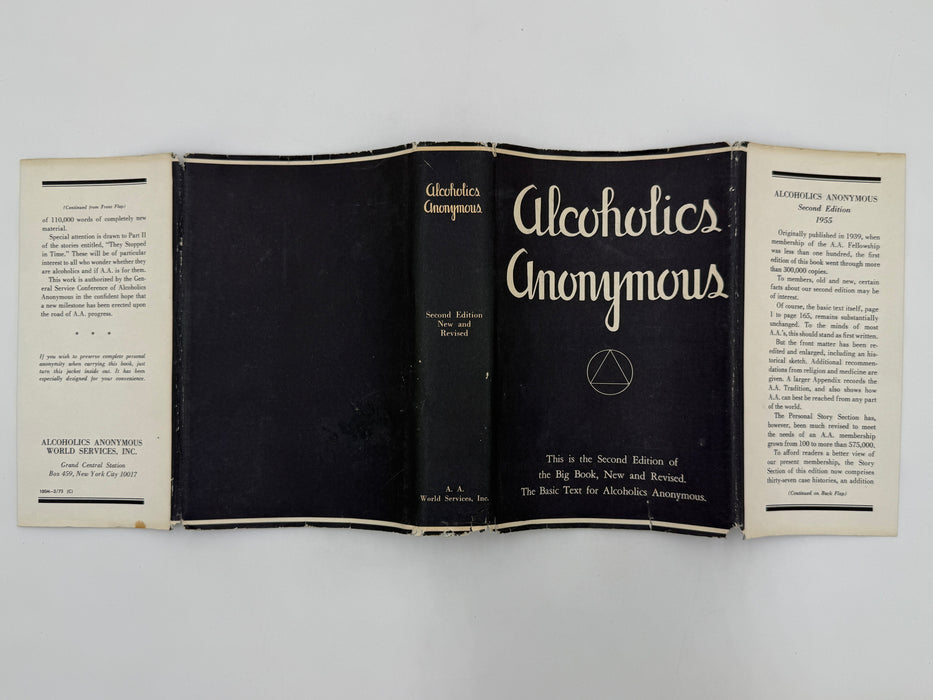 (Continued from Front Flap)
of 110,000 words of completely new
material.
Special attention is drawn to Part II
of the stories entitled, "They Stopped
in Time." These will be of particular
interest to all who wonder whether they
are alcoholics and if A.A. is for them.
This work is authorized by the Gen-
eral Service Conference of Alcoholics
Anonymous in the confident hope that
a new milestone has been erected upon
the road of A.A. progress.
* * *
If you wish to preserve complete personal
anonymity when carrying this book, just
turn this jacket inside out. It has been
especially designed for your convenience.
ALCOHOLICS ANONYMOUS
WORLD SERVICES, INC.
Grand Central Station
Box 459, New York City 10017
100M-2/73 (C)
Alcoholics
Anonymous
Second Edition
New and
Revised
A. A.
World Services, Inc.
Alcoholics
Anonymous
This is the Second Edition of
the Big Book, New and Revised.
The Basic Text for Alcoholics Anonymous.
ALCOHOLICS ANONYMOUS
Second Edition
1955
Originally published in 1939, when
membership of the A.A. Fellowship
was less than one hundred, the first
edition of this book went through more
than 300,000 copies.
To members, old and new, certain
facts about our second edition may be
of interest.
Of course, the basic text itself, page
1 to page 165, remains substantially
unchanged. To the minds of most
A.A.'s, this should stand as first written.
But the front matter has been re-
edited and enlarged, including an his-
torical sketch. Additional recommen-
dations from religion and medicine are
given. A larger Appendix records the
A.A. Tradition, and also shows how
A.A. can best be reached from any part
of the world.
The Personal Story Section has,
however, been much revised to meet
the needs of an A.A. membership
grown from 100 to more than 575,000.
To afford readers a better view of
our present membership, the Story
Section of this edition now comprises
thirty-seven case histories, an addition
(Continued on Back Flap)